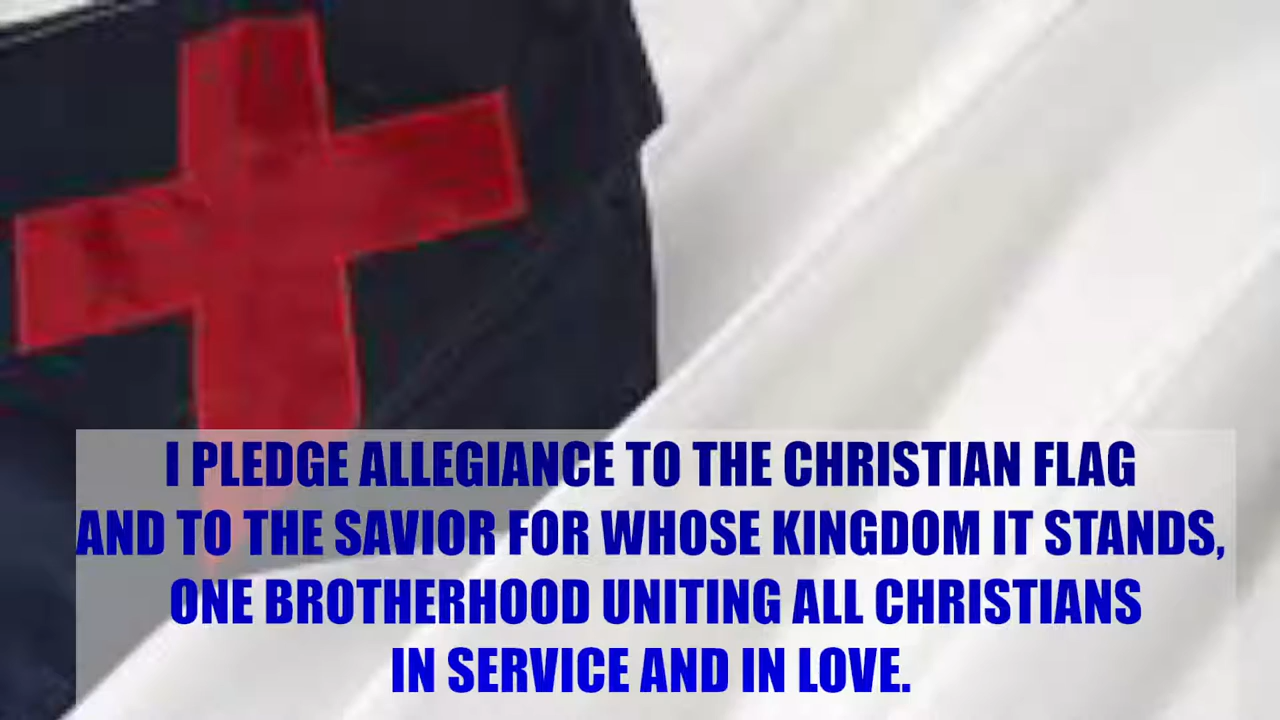 I PLEDGE ALLEGIANCE TO THE CHRISTIAN FLAG
AND TO THE SAVIOR FOR WHOSE KINGDOM IT STANDS,
ONE BROTHERHOOD UNITING ALL CHRISTIANS
IN SERVICE AND IN LOVE.